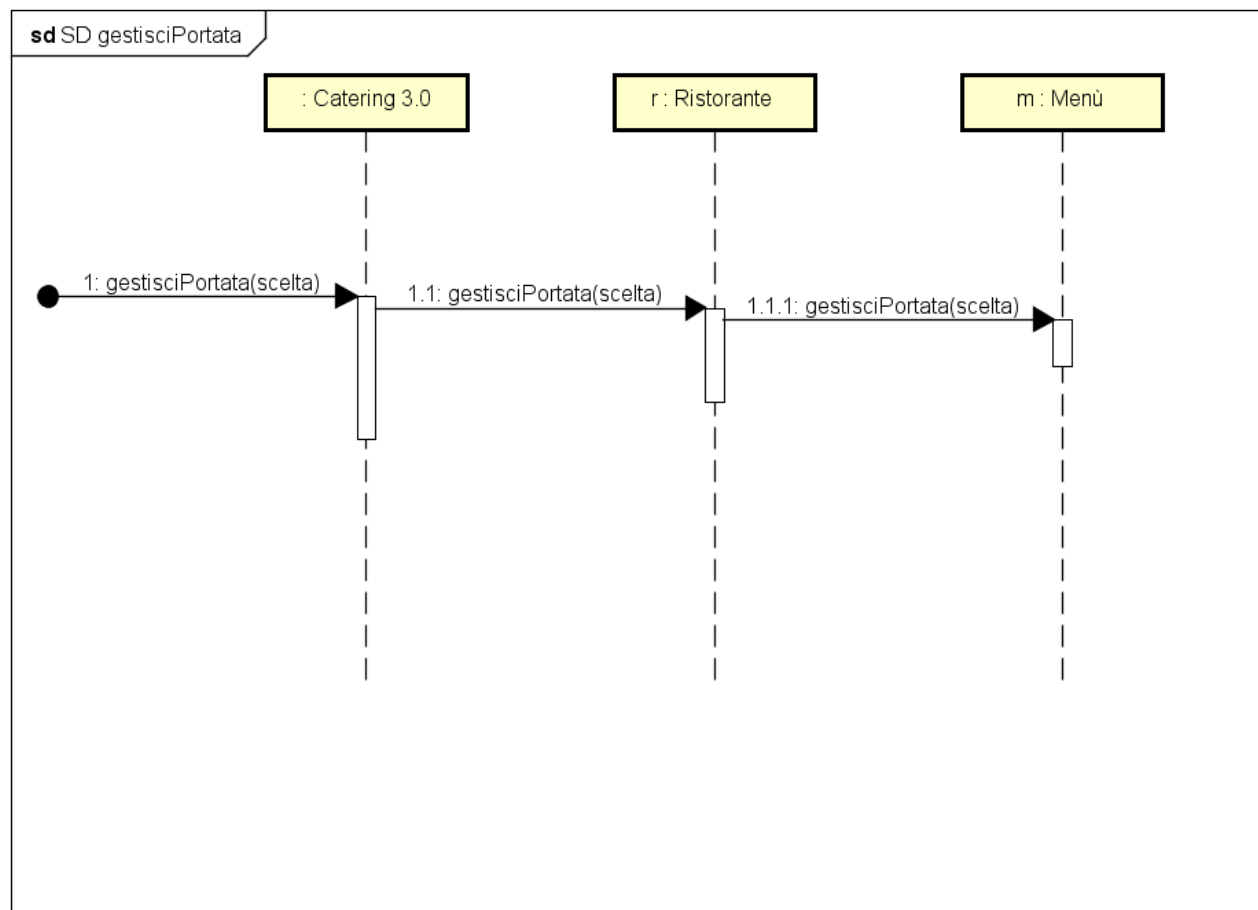 sd SD gestisciPortata
: Catering 3.0
r : Ristorante
m : Menù
1: gestisciPortata(scelta)
1.1: gestisciPortata(scelta)
1.1.1: gestisciPortata(scelta)